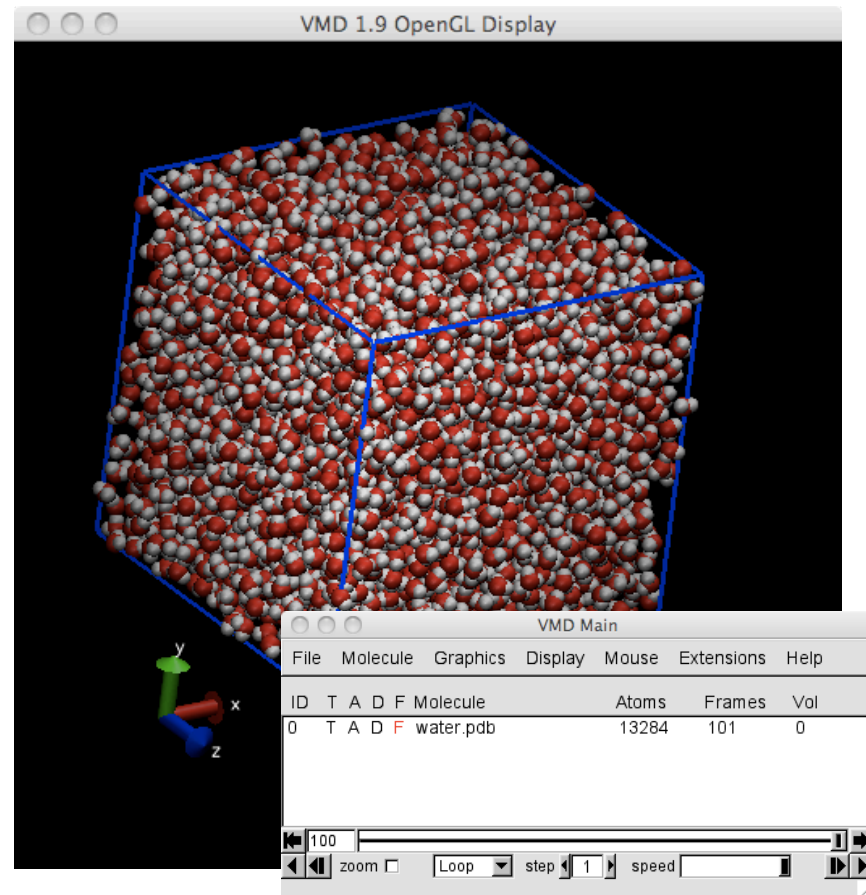 VMD 1.9 OpenGL Display
y
x
z
VMD Main
File Molecule Graphics Display Mouse Extensions Help
ID T A D F Molecule Atoms Frames Vol
0 T A D F water.pdb 13284 101 0
100
zoom Loop step 1 speed